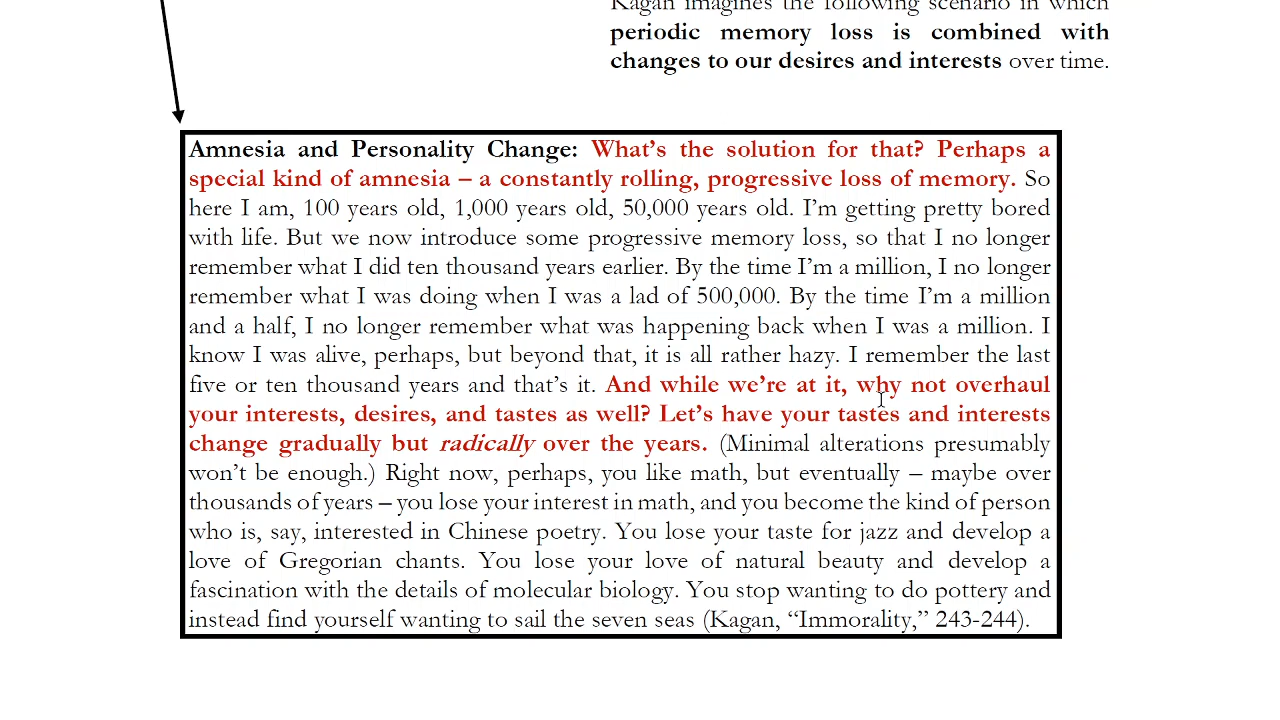 Kagan imagines the following scenario in which
periodic memory loss is combined with
changes to our desires and interests over time.
Amnesia and Personality Change: What's the solution for that? Perhaps a
special kind of amnesia – a constantly rolling, progressive loss of memory. So
here I am, 100 years old, 1,000 years old, 50,000 years old. I'm getting pretty bored
with life. But we now introduce some progressive memory loss, so that I no longer
remember what I did ten thousand years earlier. By the time I'm a million, I no longer
remember what I was doing when I was a lad of 500,000. By the time I'm a million
and a half, I no longer remember what was happening back when I was a million. I
know I was alive, perhaps, but beyond that, it is all rather hazy. I remember the last
five or ten thousand years and that's it. And while we're at it, why not overhaul
your interests, desires, and tastes as well? Let's have your tastes and interests
change gradually but radically over the years. (Minimal alterations presumably
won't be enough.) Right now, perhaps, you like math, but eventually – maybe over
thousands of years – you lose your interest in math, and you become the kind of person
who is, say, interested in Chinese poetry. You lose your taste for jazz and develop a
love of Gregorian chants. You lose your love of natural beauty and develop a
fascination with the details of molecular biology. You stop wanting to do pottery and
instead find yourself wanting to sail the seven seas (Kagan, “Immorality,” 243-244).